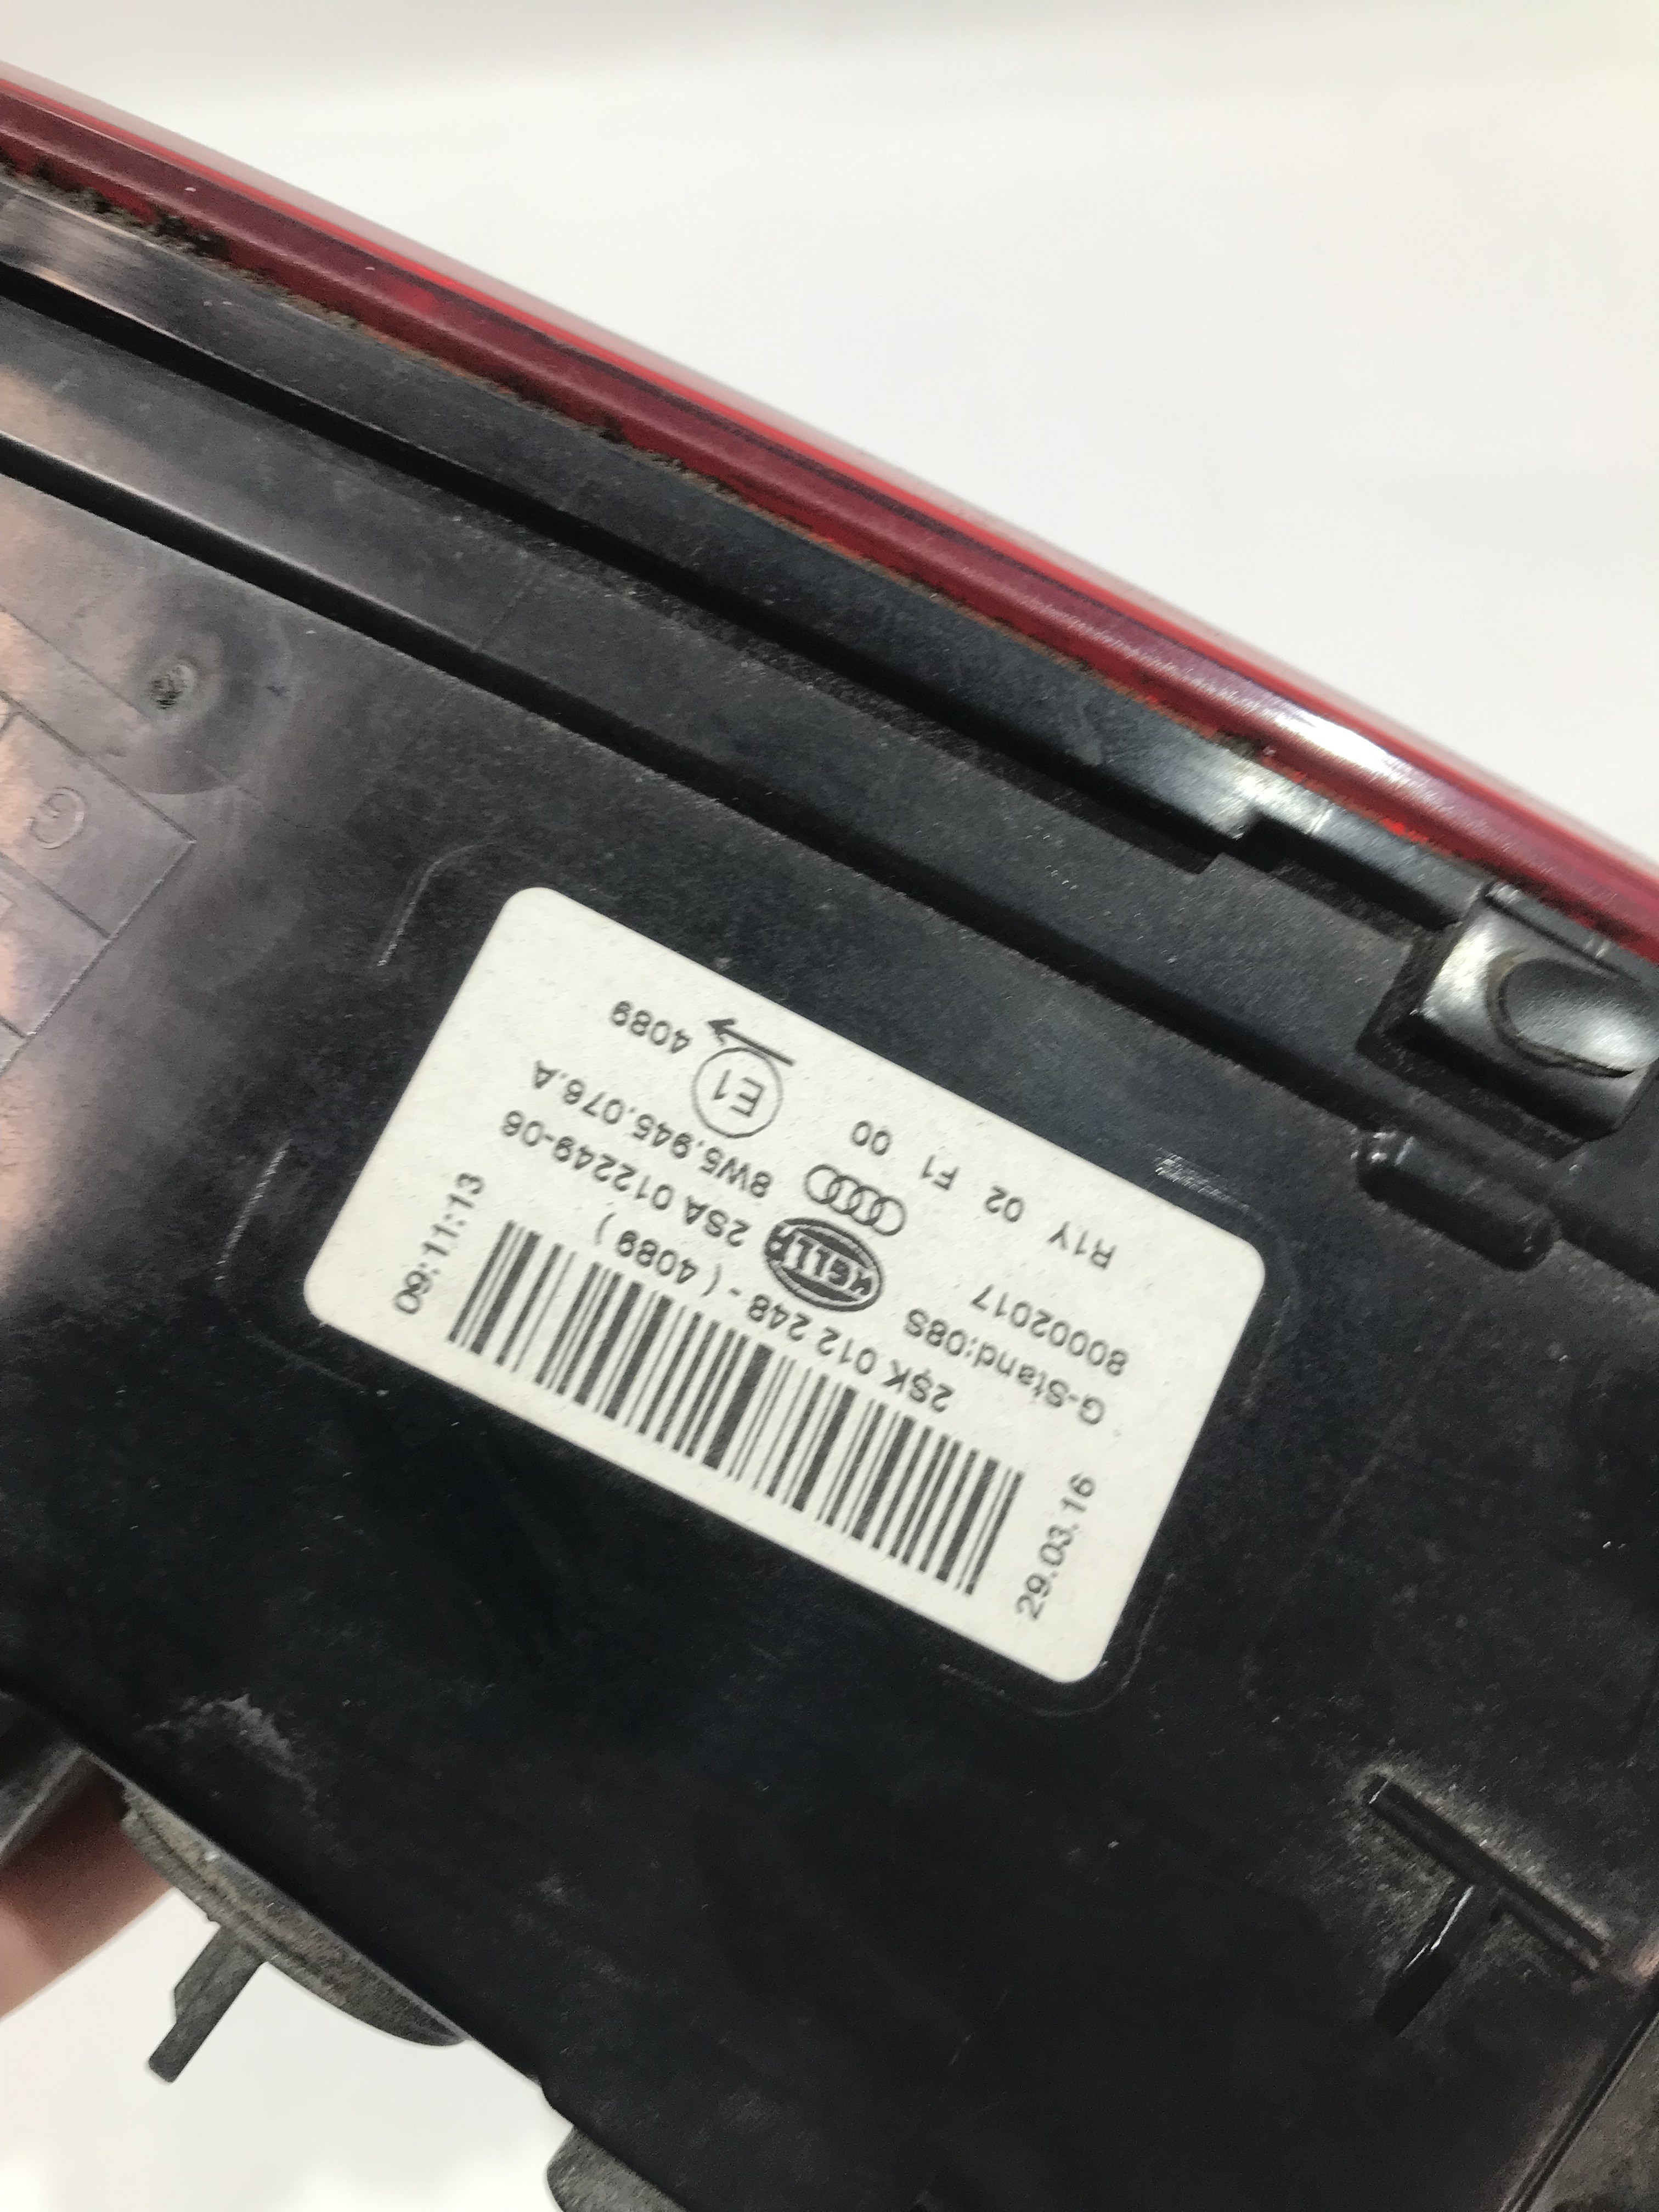 29.03.16
2SK 012 248 - ( 4089 )
09:11:13
G-Stand:08S
HELLA
2SA 012249-06
80002017
8W5.945.076.A
R1Y 02 F1 00
E1
4089
G